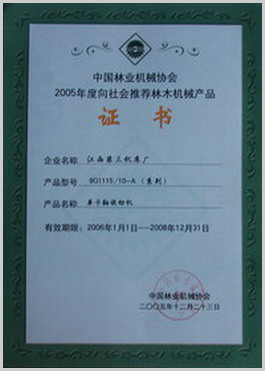 中国林业机械协会
2005年度向社会推荐林木机械产品
证书
企业名称: 江西第三机床厂
产品型号: BQ1115/10-A (系列)
产品名称: 单卡轴旋切机
有效期限: 2006年1月1日——2008年12月31日
中国林业机械协会
二〇〇五年十二月二十三日